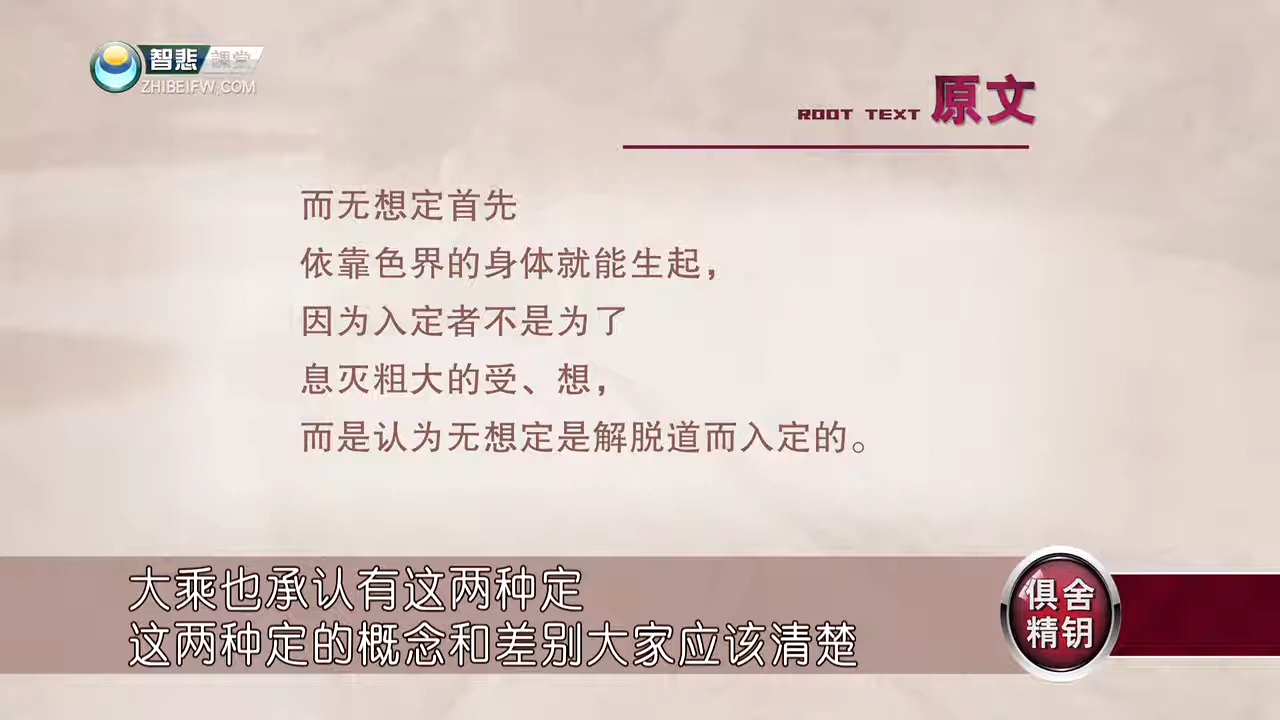 智悲 課堂
ZHIBEIFW.COM
ROOT TEXT 原文
而无想定首先
依靠色界的身体就能生起，
因为入定者不是为了
息灭粗大的受、想，
而是认为无想定是解脱道而入定的。
大乘也承认有这两种定
这两种定的概念和差别大家应该清楚
俱舍
精钥